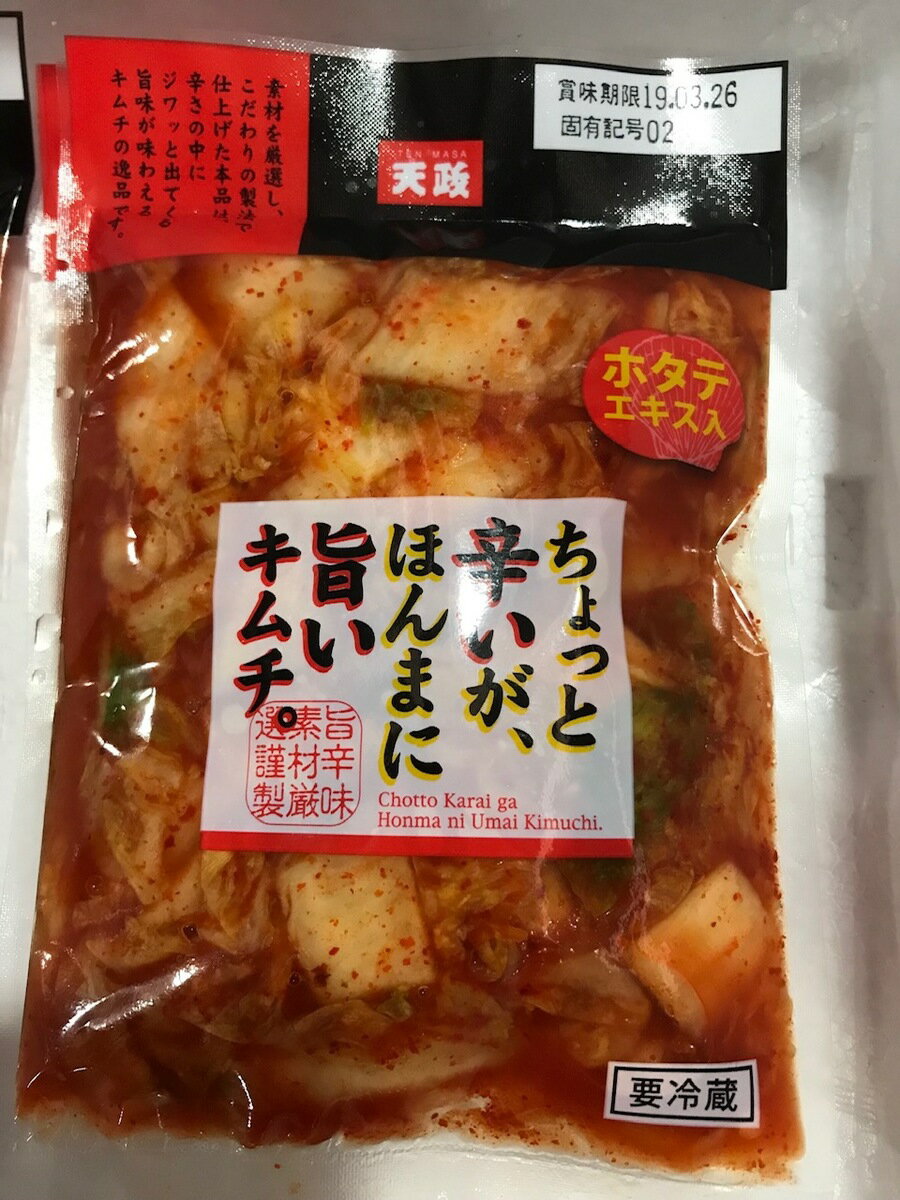 素材を厳選し、
こだわりの製法で
仕上げた本品は、
辛さの中に
ジワッと出てくる
旨味が味わえる
キムチの逸品です。
TEN MASA
天政
賞味期限19.03.26
固有記号02
ホタテ
エキス入
ちょっと
辛いが、
ほんまに
旨い
キムチ。
旨辛味
素材厳
選謹製
Chotto Karai ga
Honma ni Umai Kimuchi.
要冷蔵